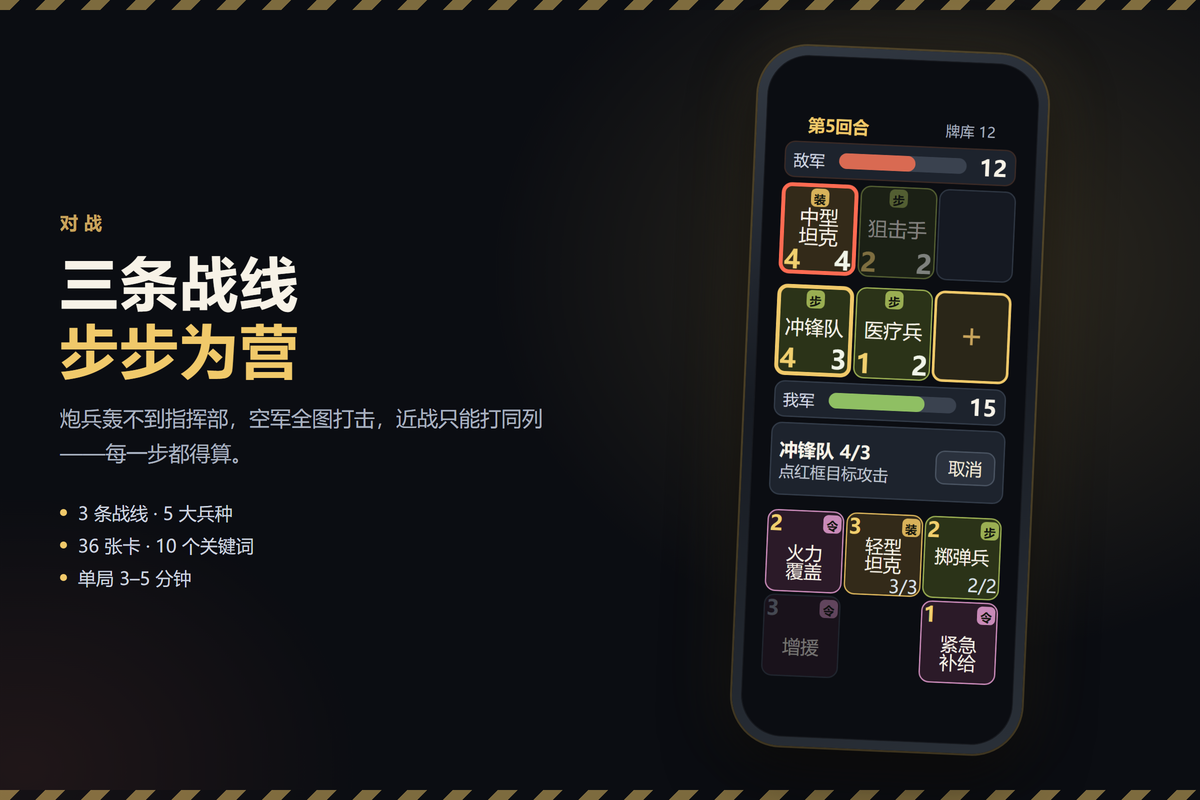 对战
三条战线
步步为营
炮兵轰不到指挥部，空军全图打击，近战只能打同列
——每一步都得算。
3 条战线 · 5 大兵种
36 张卡 · 10 个关键词
单局 3–5 分钟
第5回合
牌库 12
敌军
12
装
中型
坦克
4
4
步
狙击手
2
2
步
冲锋队
4
3
步
医疗兵
1
2
+
我军
15
冲锋队 4/3
点红框目标攻击
取消
2
令
火力
覆盖
3
装
轻型
坦克
3/3
2
步
掷弹兵
2/2
3
令
增援
1
令
紧急
补给